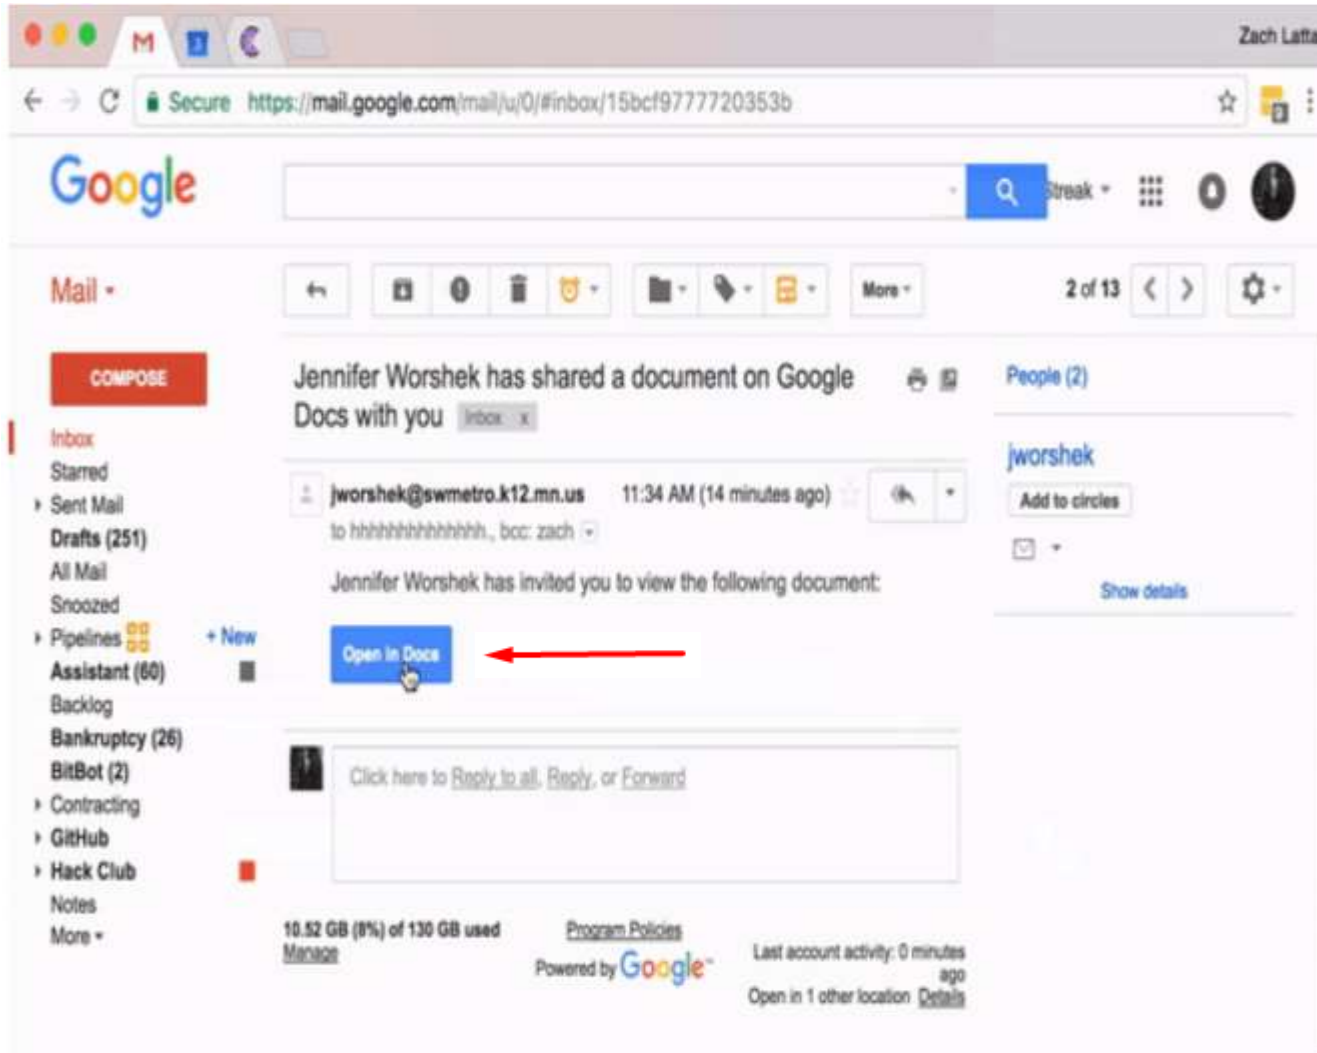 Zach Latta
Secure https://mail.google.com/mail/u/0/#inbox/15bcf9777720353b
Google
Streak
Mail
More
2 of 13
COMPOSE
Jennifer Worshek has shared a document on Google
Docs with you Inbox x
People (2)
Inbox
Starred
Sent Mail
Drafts (251)
All Mail
Snoozed
Pipelines + New
Assistant (60)
Backlog
Bankruptcy (26)
BitBot (2)
Contracting
GitHub
Hack Club
Notes
More
jworshek@swmetro.k12.mn.us 11:34 AM (14 minutes ago)
to hhhhhhhhhhhhhh., bcc: zach
Jennifer Worshek has invited you to view the following document:
Open in Docs
jworshek
Add to circles
Show details
Click here to Reply to all, Reply, or Forward
10.52 GB (8%) of 130 GB used
Manage
Program Policies
Powered by Google
Last account activity: 0 minutes
ago
Open in 1 other location Details